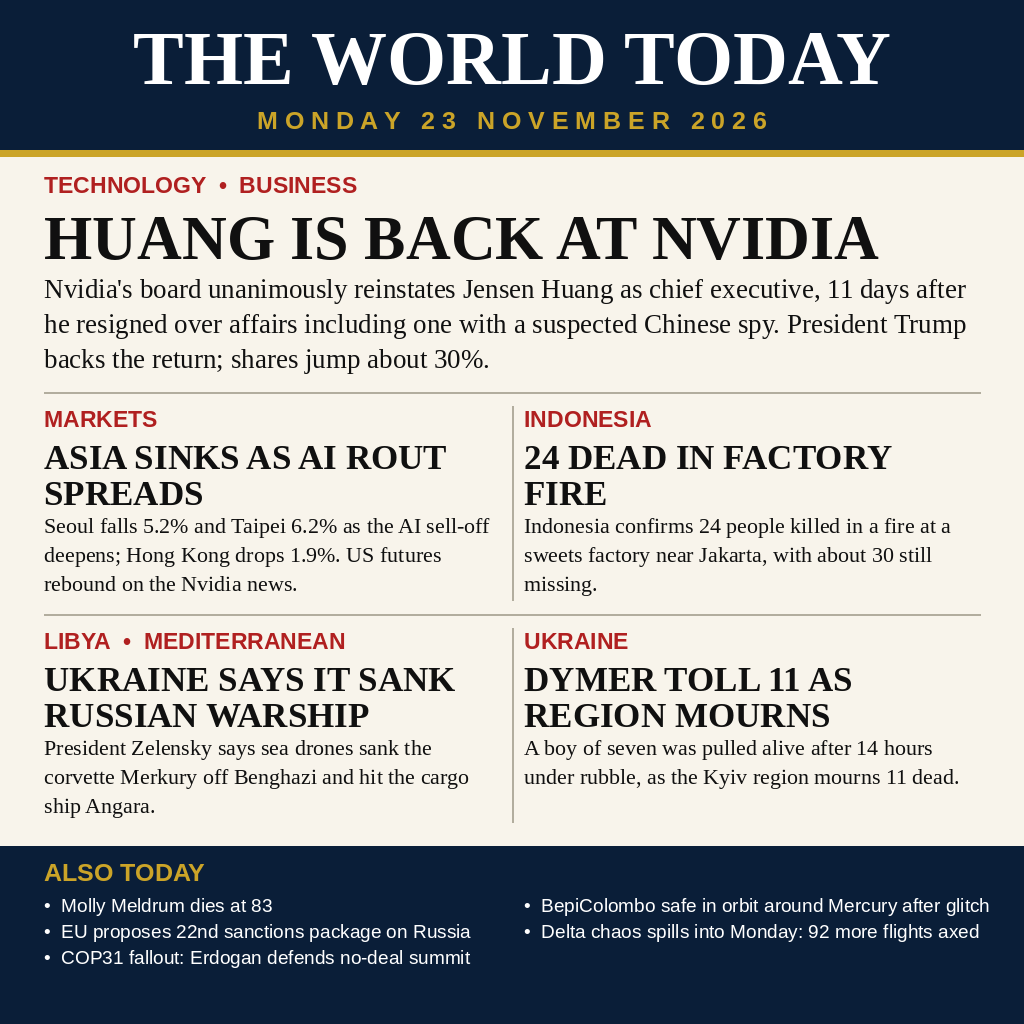 THE WORLD TODAY
MONDAY 23 NOVEMBER 2026
TECHNOLOGY • BUSINESS
HUANG IS BACK AT NVIDIA
Nvidia's board unanimously reinstates Jensen Huang as chief executive, 11 days after
he resigned over affairs including one with a suspected Chinese spy. President Trump
backs the return; shares jump about 30%.
MARKETS
ASIA SINKS AS AI ROUT
SPREADS
Seoul falls 5.2% and Taipei 6.2% as the AI sell-off
deepens; Hong Kong drops 1.9%. US futures
rebound on the Nvidia news.
INDONESIA
24 DEAD IN FACTORY
FIRE
Indonesia confirms 24 people killed in a fire at a
sweets factory near Jakarta, with about 30 still
missing.
LIBYA • MEDITERRANEAN
UKRAINE SAYS IT SANK
RUSSIAN WARSHIP
President Zelensky says sea drones sank the
corvette Merkury off Benghazi and hit the cargo
ship Angara.
UKRAINE
DYMER TOLL 11 AS
REGION MOURNS
A boy of seven was pulled alive after 14 hours
under rubble, as the Kyiv region mourns 11 dead.
ALSO TODAY
• Molly Meldrum dies at 83
• EU proposes 22nd sanctions package on Russia
• COP31 fallout: Erdogan defends no-deal summit
• BepiColombo safe in orbit around Mercury after glitch
• Delta chaos spills into Monday: 92 more flights axed